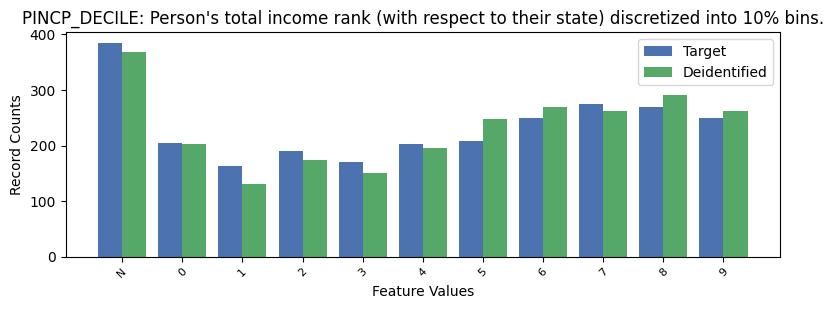 PINCP_DECILE: Person's total income rank (with respect to their state) discretized into 10% bins.
Target
Deidentified
Record Counts
400
300
200
100
0
N 0 1 2 3 4 5 6 7 8 9
Feature Values